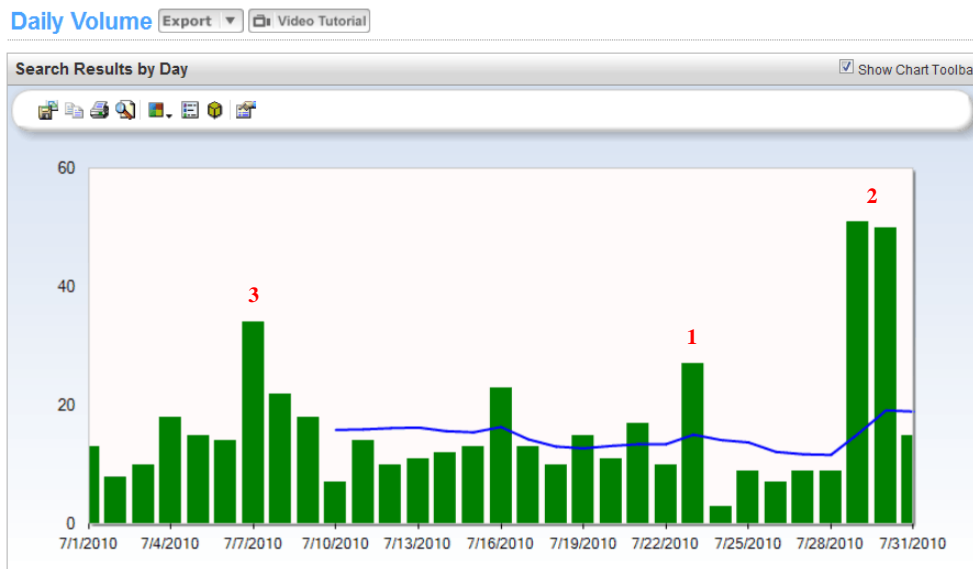 Daily Volume Export Video Tutorial
Search Results by Day Show Chart Toolba
60
2
40
3
1
20
0
7/1/2010 7/4/2010 7/7/2010 7/10/2010 7/13/2010 7/16/2010 7/19/2010 7/22/2010 7/25/2010 7/28/2010 7/31/2010